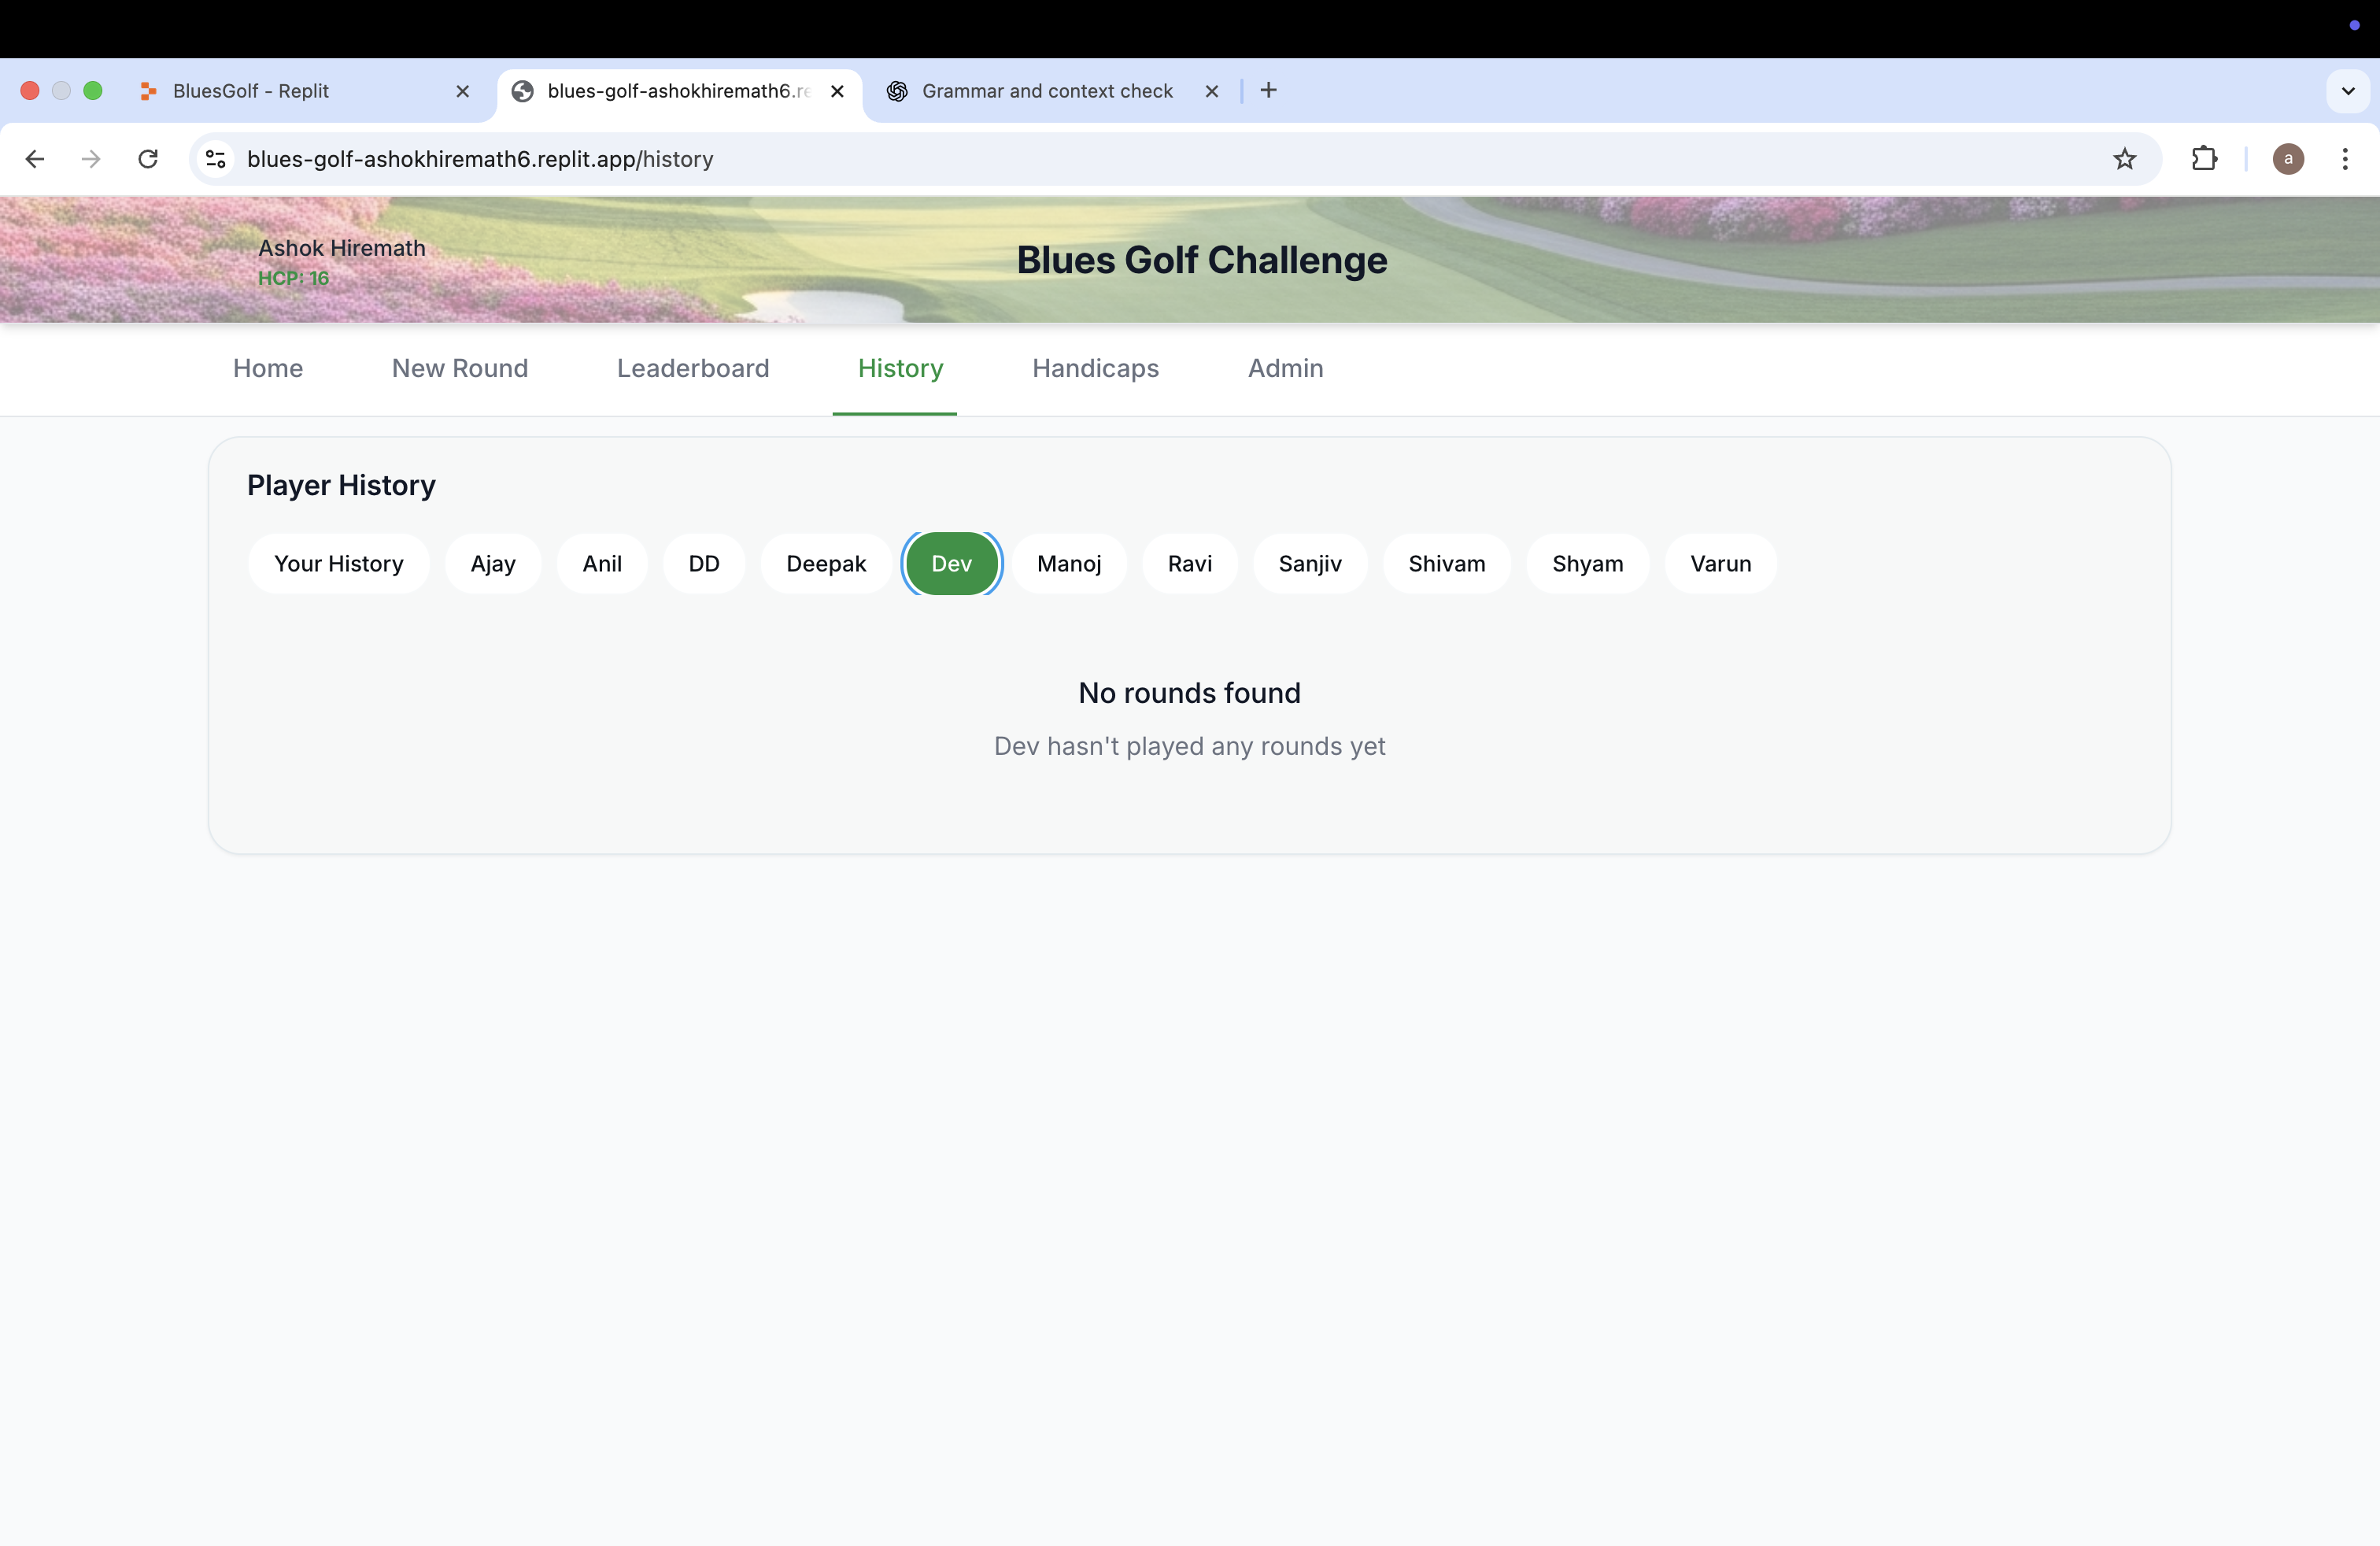 BluesGolf - Replit
blues-golf-ashokhiremath6.re
Grammar and context check
blues-golf-ashokhiremath6.replit.app/history
a
Ashok Hiremath
HCP: 16
Blues Golf Challenge
Home New Round Leaderboard History Handicaps Admin
Player History
Your History Ajay Anil DD Deepak Dev Manoj Ravi Sanjiv Shivam Shyam Varun
No rounds found
Dev hasn't played any rounds yet